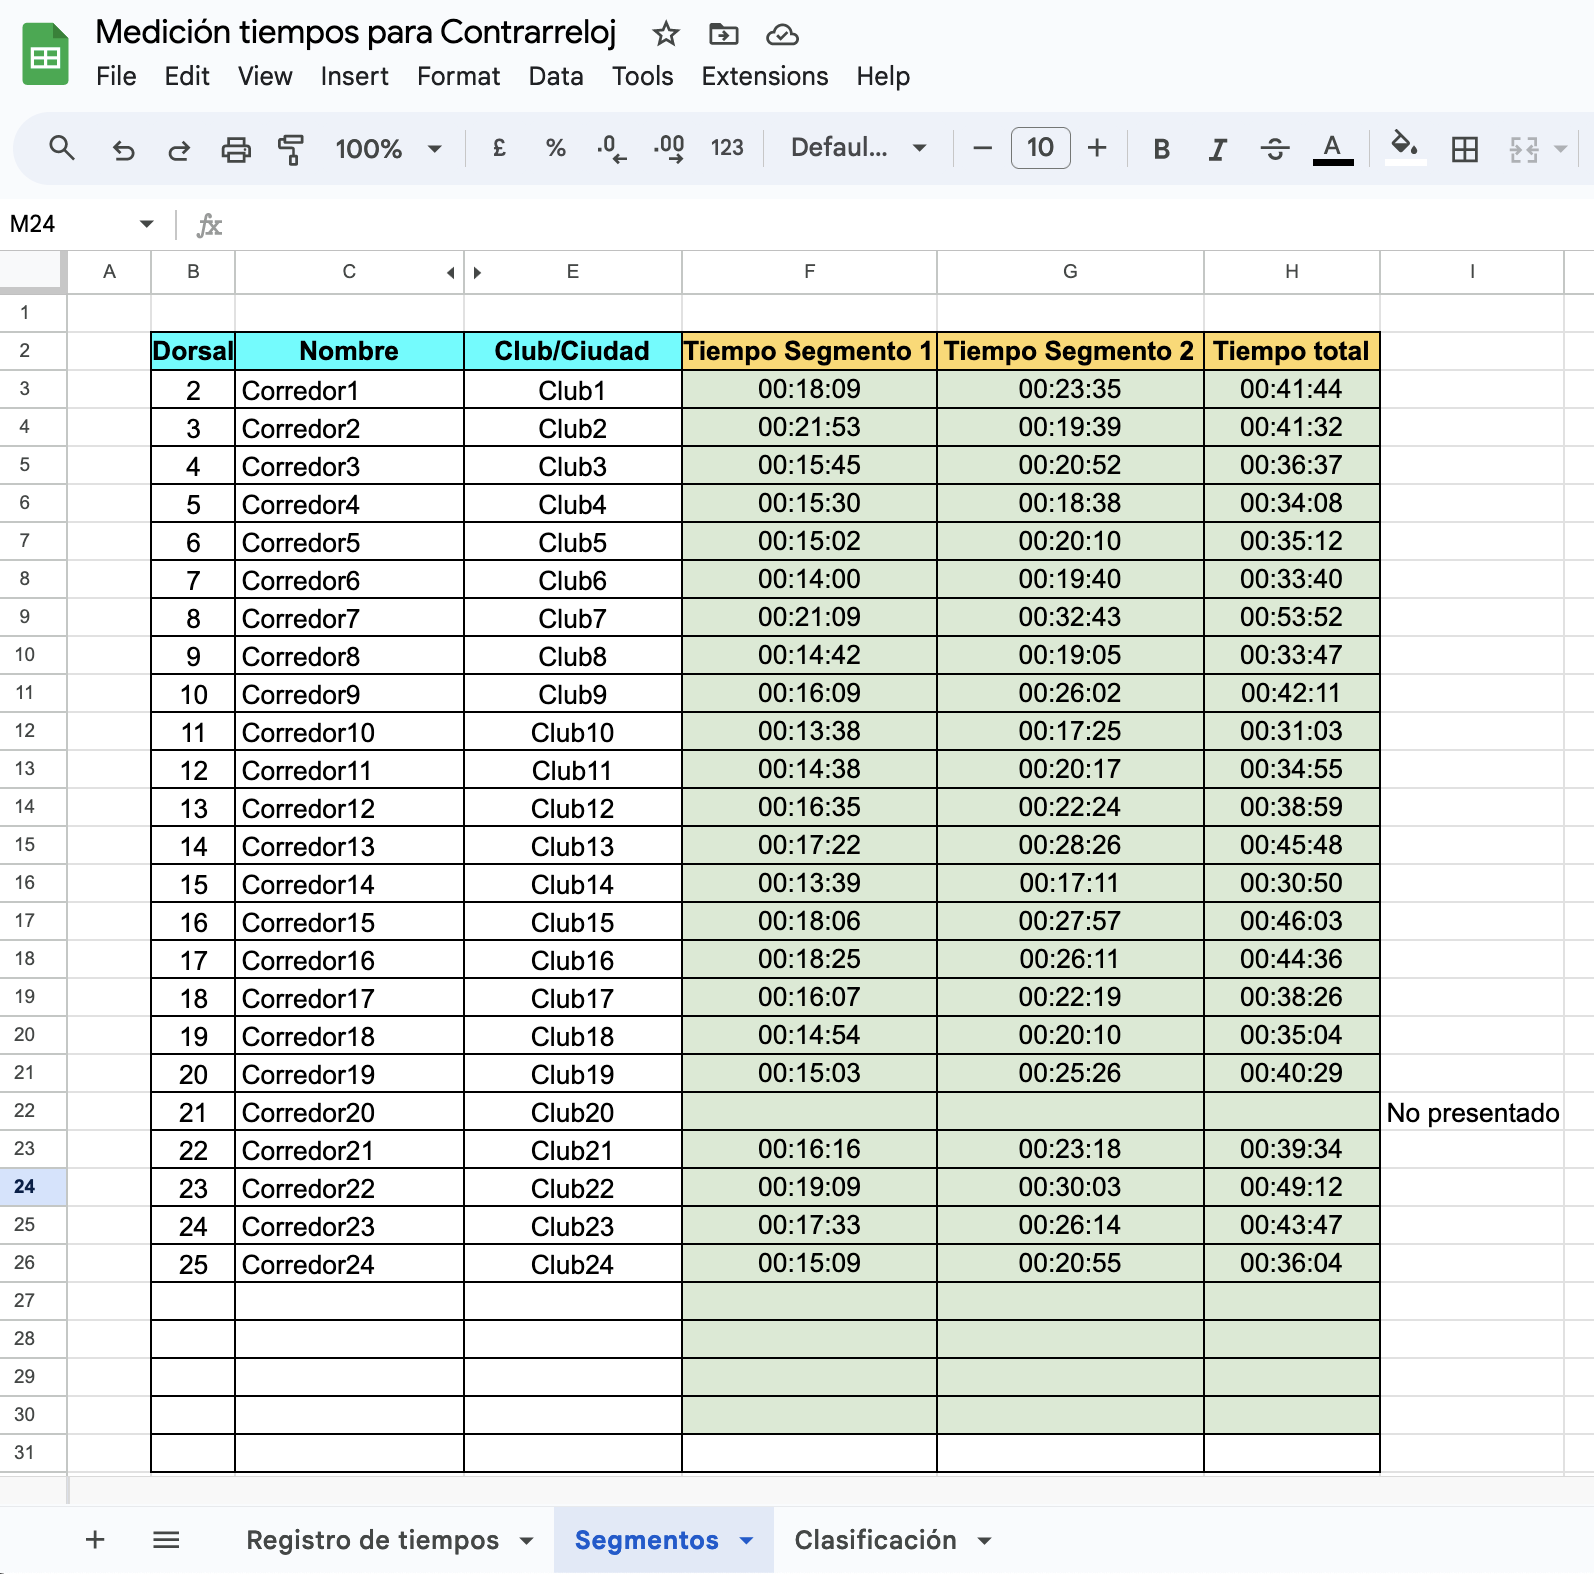 Medición tiempos para Contrarreloj
File Edit View Insert Format Data Tools Extensions Help
100% £ % .0 .00 123 Defaul... 10 B I S A
M24 fx
A B C E F G H I
1
2 Dorsal Nombre Club/Ciudad Tiempo Segmento 1 Tiempo Segmento 2 Tiempo total
3 2 Corredor1 Club1 00:18:09 00:23:35 00:41:44
4 3 Corredor2 Club2 00:21:53 00:19:39 00:41:32
5 4 Corredor3 Club3 00:15:45 00:20:52 00:36:37
6 5 Corredor4 Club4 00:15:30 00:18:38 00:34:08
7 6 Corredor5 Club5 00:15:02 00:20:10 00:35:12
8 7 Corredor6 Club6 00:14:00 00:19:40 00:33:40
9 8 Corredor7 Club7 00:21:09 00:32:43 00:53:52
10 9 Corredor8 Club8 00:14:42 00:19:05 00:33:47
11 10 Corredor9 Club9 00:16:09 00:26:02 00:42:11
12 11 Corredor10 Club10 00:13:38 00:17:25 00:31:03
13 12 Corredor11 Club11 00:14:38 00:20:17 00:34:55
14 13 Corredor12 Club12 00:16:35 00:22:24 00:38:59
15 14 Corredor13 Club13 00:17:22 00:28:26 00:45:48
16 15 Corredor14 Club14 00:13:39 00:17:11 00:30:50
17 16 Corredor15 Club15 00:18:06 00:27:57 00:46:03
18 17 Corredor16 Club16 00:18:25 00:26:11 00:44:36
19 18 Corredor17 Club17 00:16:07 00:22:19 00:38:26
20 19 Corredor18 Club18 00:14:54 00:20:10 00:35:04
21 20 Corredor19 Club19 00:15:03 00:25:26 00:40:29
22 21 Corredor20 Club20 No presentado
23 22 Corredor21 Club21 00:16:16 00:23:18 00:39:34
24 23 Corredor22 Club22 00:19:09 00:30:03 00:49:12
25 24 Corredor23 Club23 00:17:33 00:26:14 00:43:47
26 25 Corredor24 Club24 00:15:09 00:20:55 00:36:04
27
28
29
30
31
Registro de tiempos Segmentos Clasificación